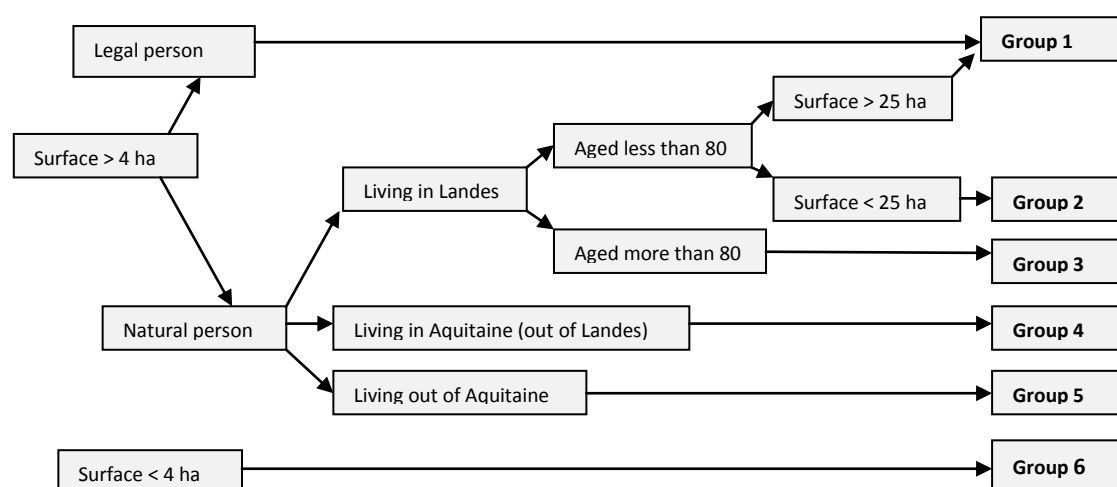 Legal person
Group 1
Surface > 25 ha
Surface > 4 ha
Aged less than 80
Living in Landes
Surface < 25 ha
Group 2
Aged more than 80
Group 3
Natural person
Living in Aquitaine (out of Landes)
Group 4
Living out of Aquitaine
Group 5
Surface < 4 ha
Group 6